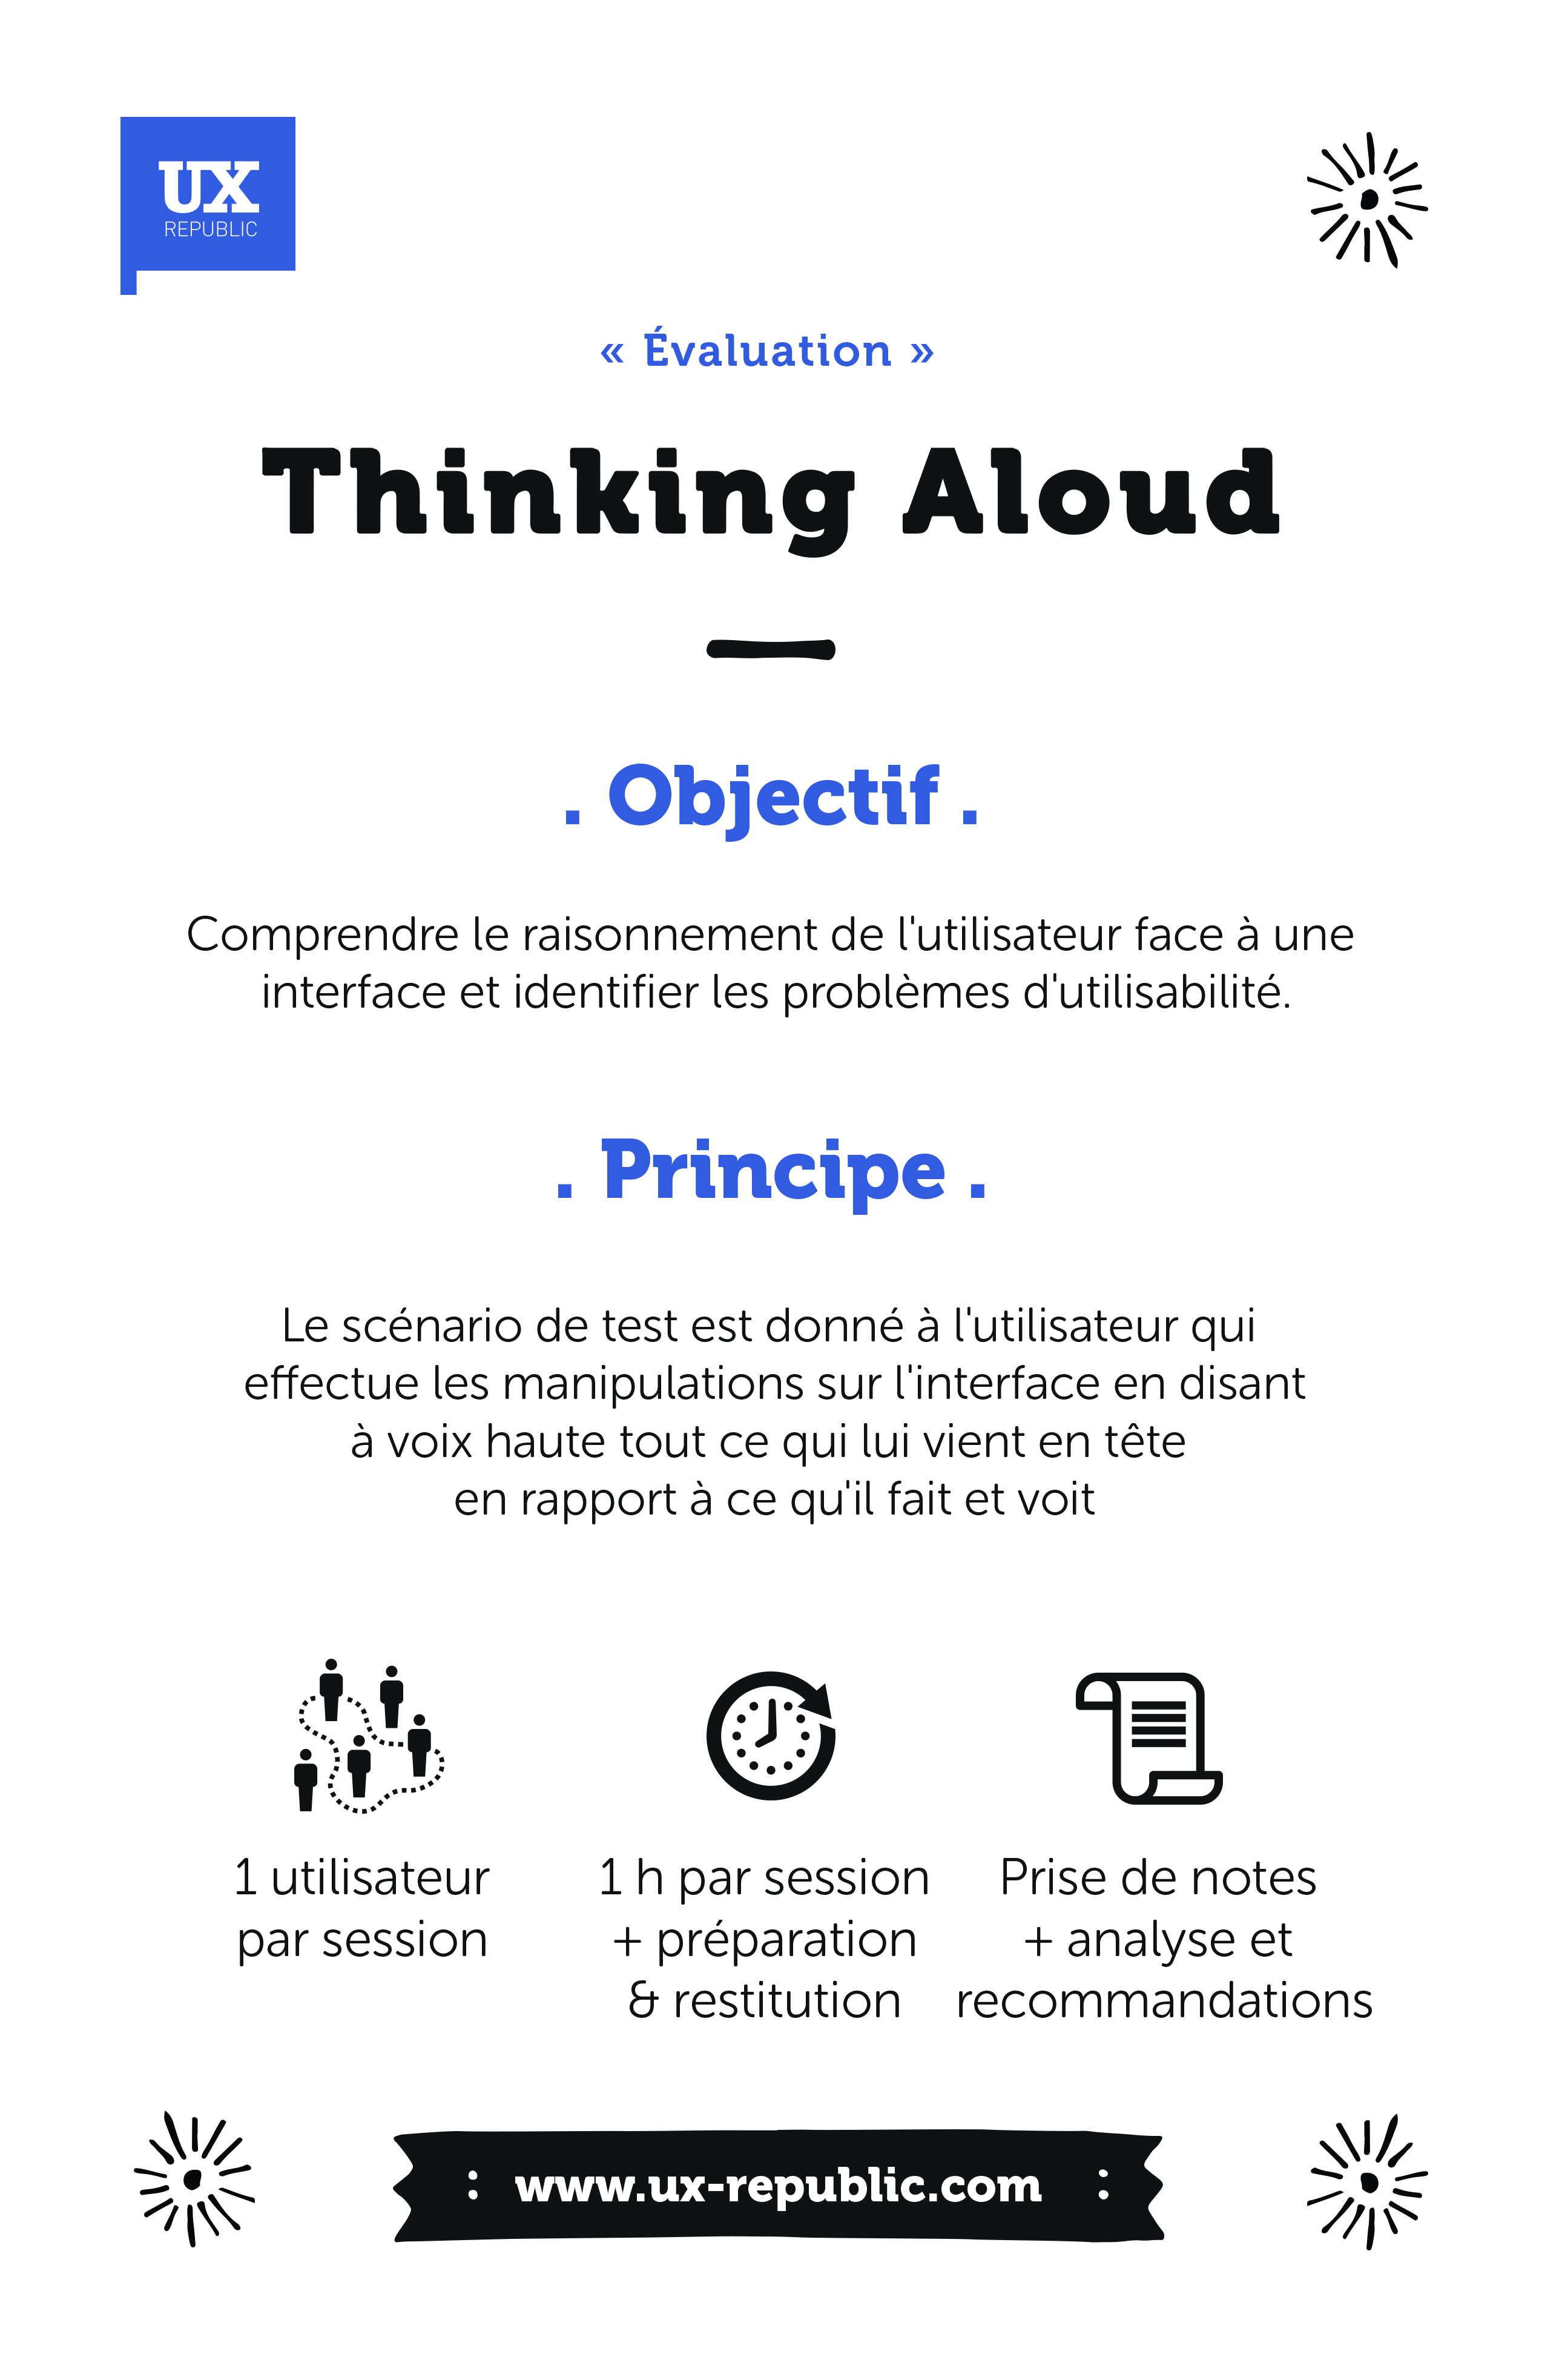 UX
REPUBLIC
« Évaluation »
Thinking Aloud
. Objectif .
Comprendre le raisonnement de l'utilisateur face à une
interface et identifier les problèmes d'utilisabilité.
. Principe .
Le scénario de test est donné à l'utilisateur qui
effectue les manipulations sur l'interface en disant
à voix haute tout ce qui lui vient en tête
en rapport à ce qu'il fait et voit
1 utilisateur
par session
1 h par session
+ préparation
& restitution
Prise de notes
+ analyse et
recommandations
: www.ux-republic.com :